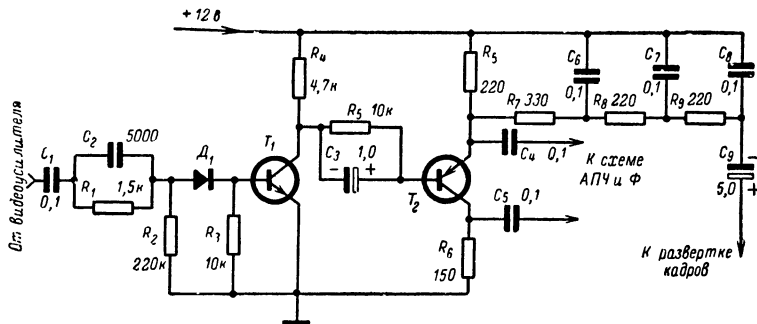 + 12 в
R₄
4,7к
R₅
220
C₆
0,1
C₇
0,1
C₈
0,1
R₇ 330
R₈ 220
R₉ 220
C₂
5000
C₁
0,1
R₁
1,5к
Д₁
T₁
R₅ 10к
C₃
1,0
−
+
T₂
C₄
0,1
К схеме
АПЧ и Ф
C₅ 0,1
C₉
−
5,0
+
R₂
220к
R₃
10к
R₆
150
От видеоусилителя
К развертке
кадров